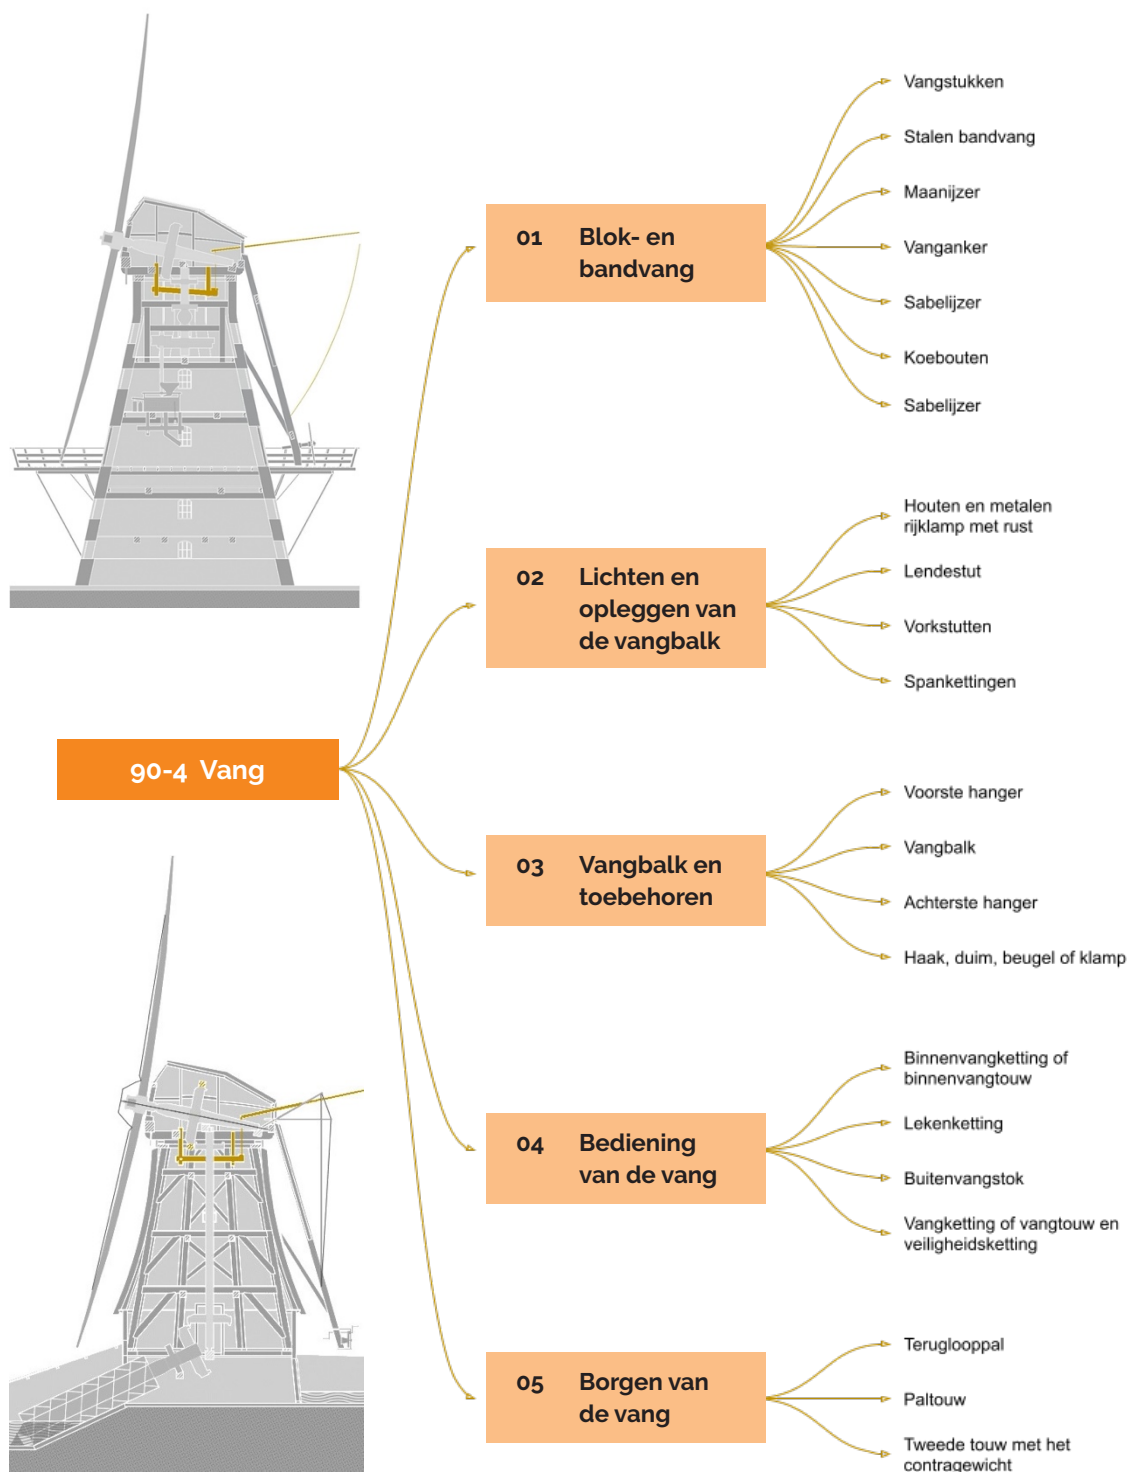 90-4 Vang
01 Blok- en
bandvang
Vangstukken
Stalen bandvang
Maanijzer
Vanganker
Sabelijzer
Koebouten
Sabelijzer
02 Lichten en
opleggen van
de vangbalk
Houten en metalen
rijklamp met rust
Lendestut
Vorkstutten
Spankettingen
03 Vangbalk en
toebehoren
Voorste hanger
Vangbalk
Achterste hanger
Haak, duim, beugel of klamp
04 Bediening
van de vang
Binnenvangketting of
binnenvangtouw
Lekenketting
Buitenvangstok
Vangketting of vangtouw en
veiligheidsketting
05 Borgen van
de vang
Teruglooppal
Paltouw
Tweede touw met het
contragewicht